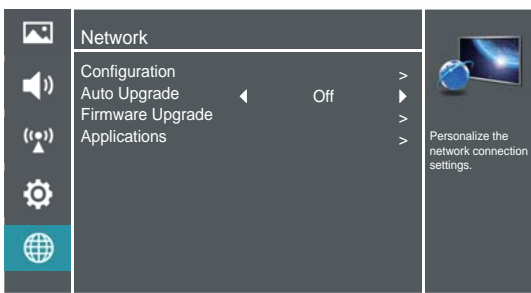 Network
Configuration >
Auto Upgrade Off
Firmware Upgrade >
Applications >
Personalize the
network connection
settings.